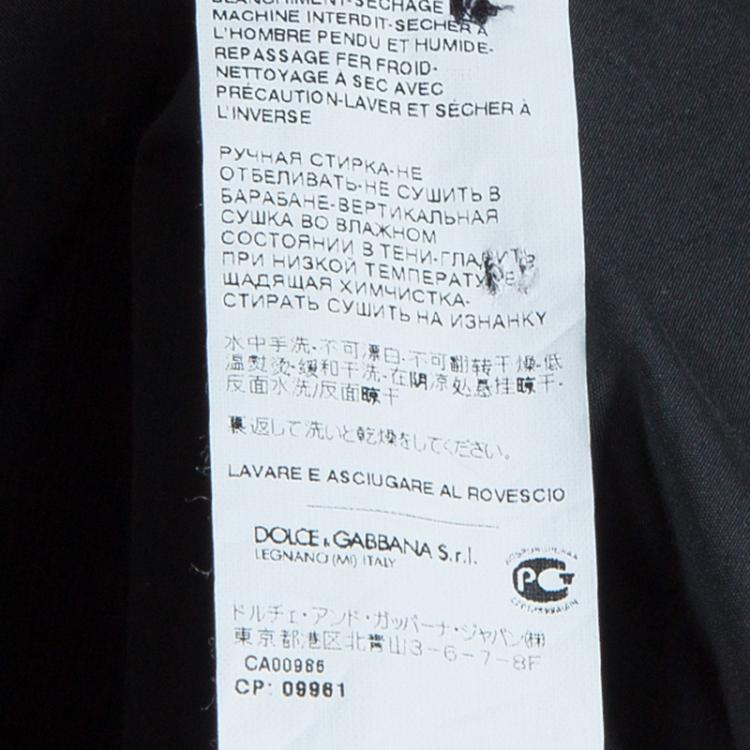 BLANCHIMENT-SÉCHAGE
MACHINE INTERDIT-SÉCHER À
L'HOMBRE PENDU ET HUMIDE-
REPASSAGE FER FROID-
NETTOYAGE À SEC AVEC
PRÉCAUTION-LAVER ET SÉCHER À
L'INVERSE
РУЧНАЯ СТИРКА-НЕ
ОТБЕЛИВАТЬ-НЕ СУШИТЬ В
БАРАБАНЕ-ВЕРТИКАЛЬНАЯ
СУШКА ВО ВЛАЖНОМ
СОСТОЯНИИ В ТЕНИ-ГЛАДИТЬ
ПРИ НИЗКОЙ ТЕМПЕРАТУРЕ
ЩАДЯЩАЯ ХИМЧИСТКА-
СТИРАТЬ СУШИТЬ НА ИЗНАНКУ
水中手洗-不可漂白-不可翻转干燥-低
温熨烫-缓和干洗-在阴凉处悬挂晾干-
反面水洗/反面晾干
裏返して洗いと乾燥をしてください。
LAVARE E ASCIUGARE AL ROVESCIO
DOLCE & GABBANA S.r.l.
LEGNANO (MI) ITALY
РСТ
ドルチェ・アンド・ガッバーナ・ジャパン(株)
東京都港区北青山3-6-7-8F
CA00986
CP: 09961